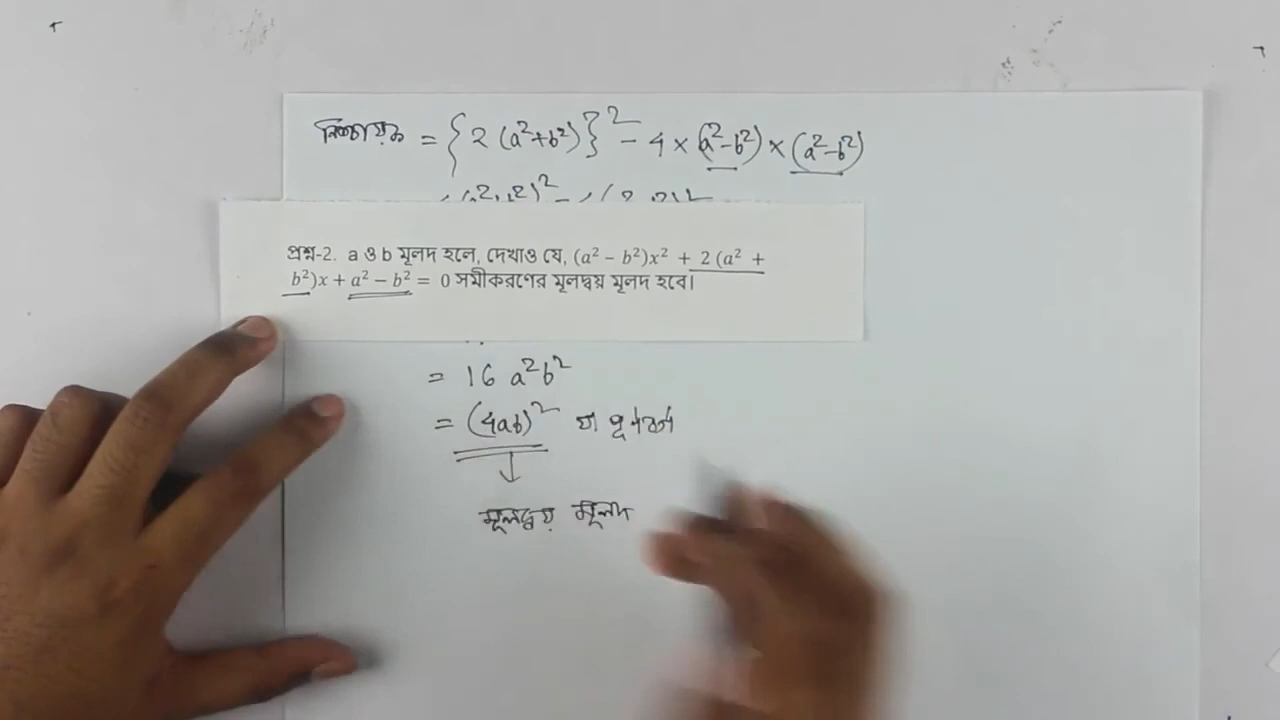 নিশ্চায়ক = {2 (a²+b²)}² - 4 × (a²-b²) × (a²-b²)
প্রশ্ন-2. a ও b মূলদ হলে, দেখাও যে, (a² − b²)x² + 2 (a² +
b²)x + a² − b² = 0 সমীকরণের মূলদ্বয় মূলদ হবে।
= 16 a²b²
= (4ab)² যা পূর্ণবর্গ
মূলদ্বয় মূলদ